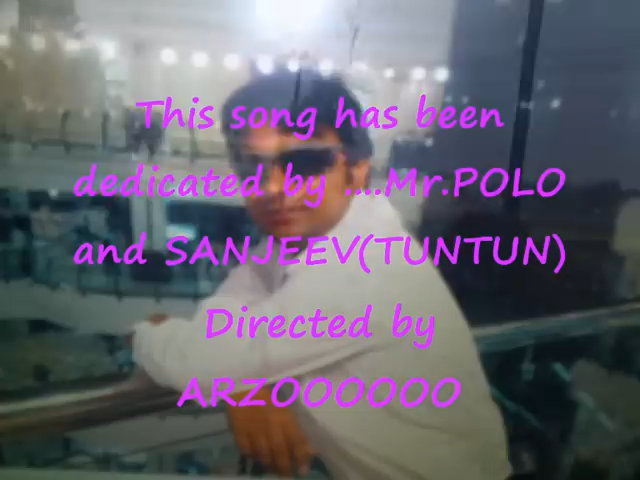 This song has been
dedicated by ....Mr.POLO
and SANJEEV(TUNTUN)
Directed by
ARZOOOOOO